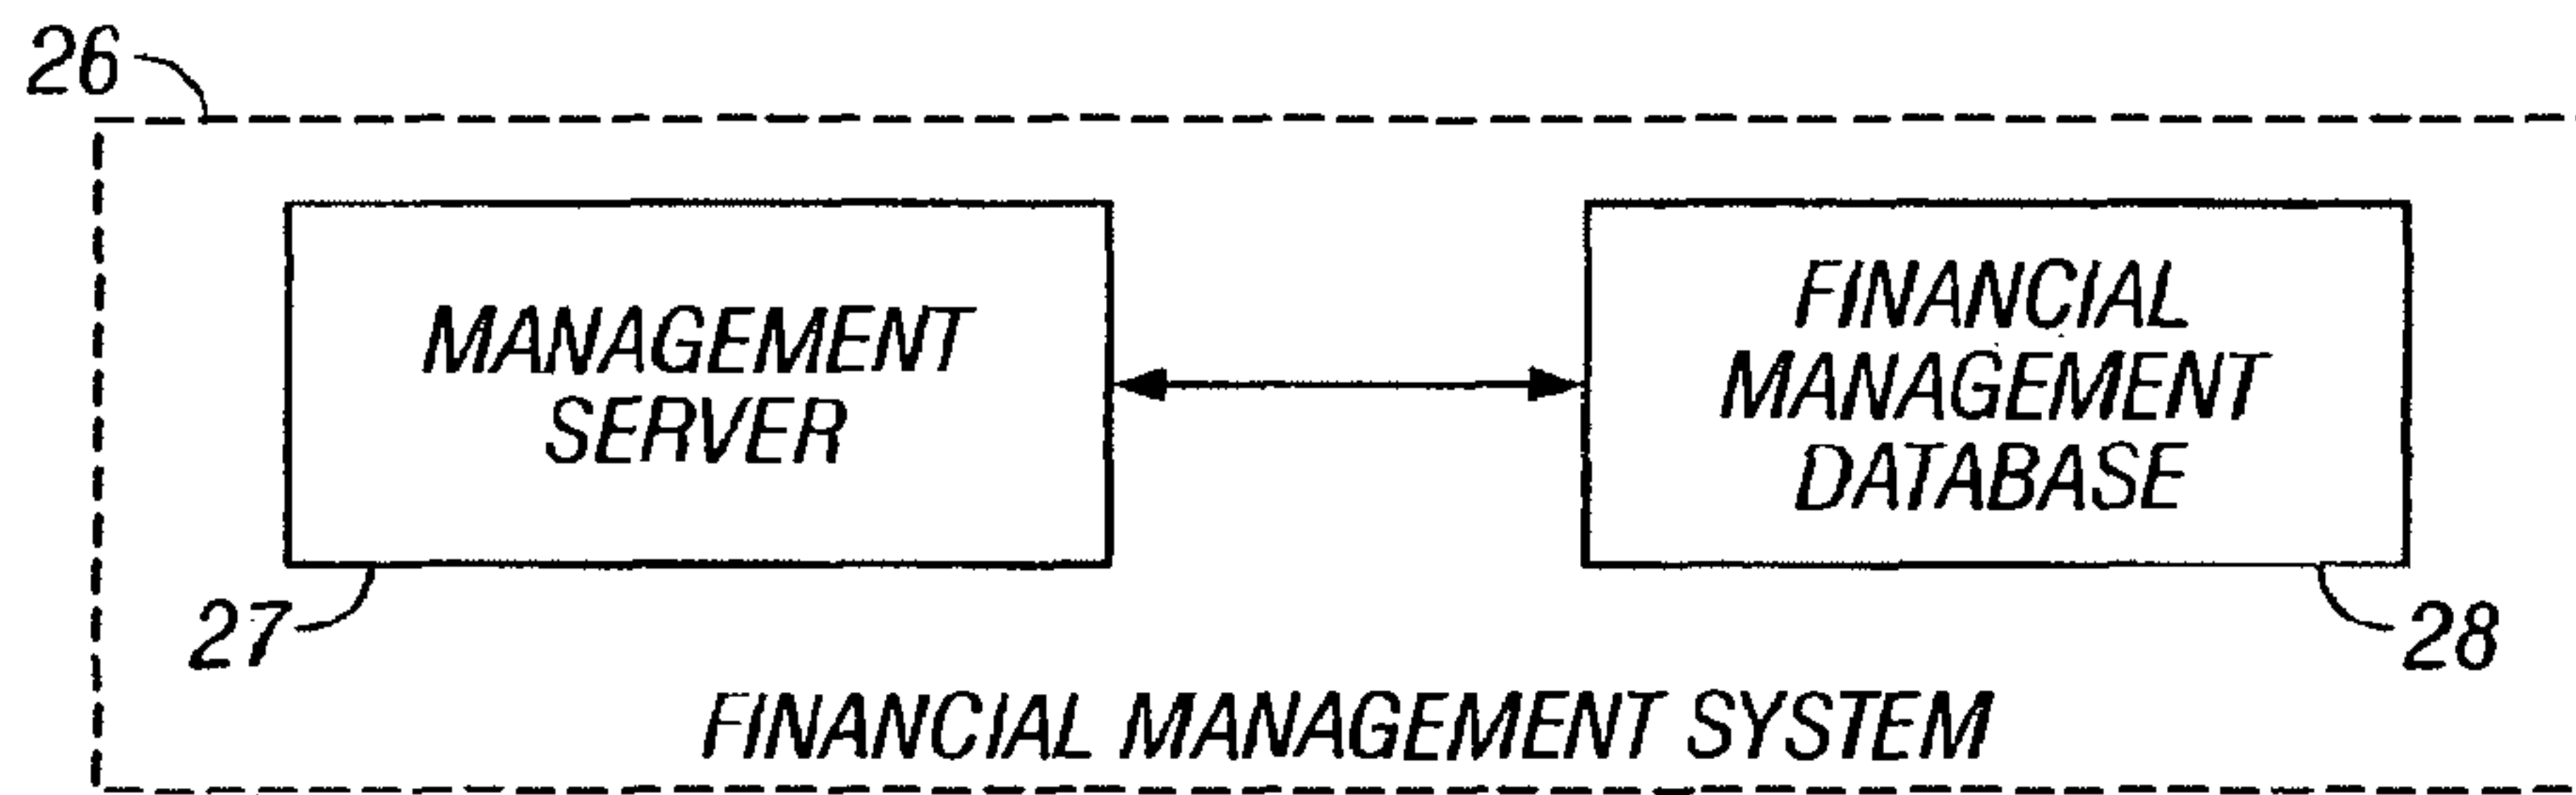 26
MANAGEMENT
SERVER
FINANCIAL
MANAGEMENT
DATABASE
27
28
FINANCIAL MANAGEMENT SYSTEM